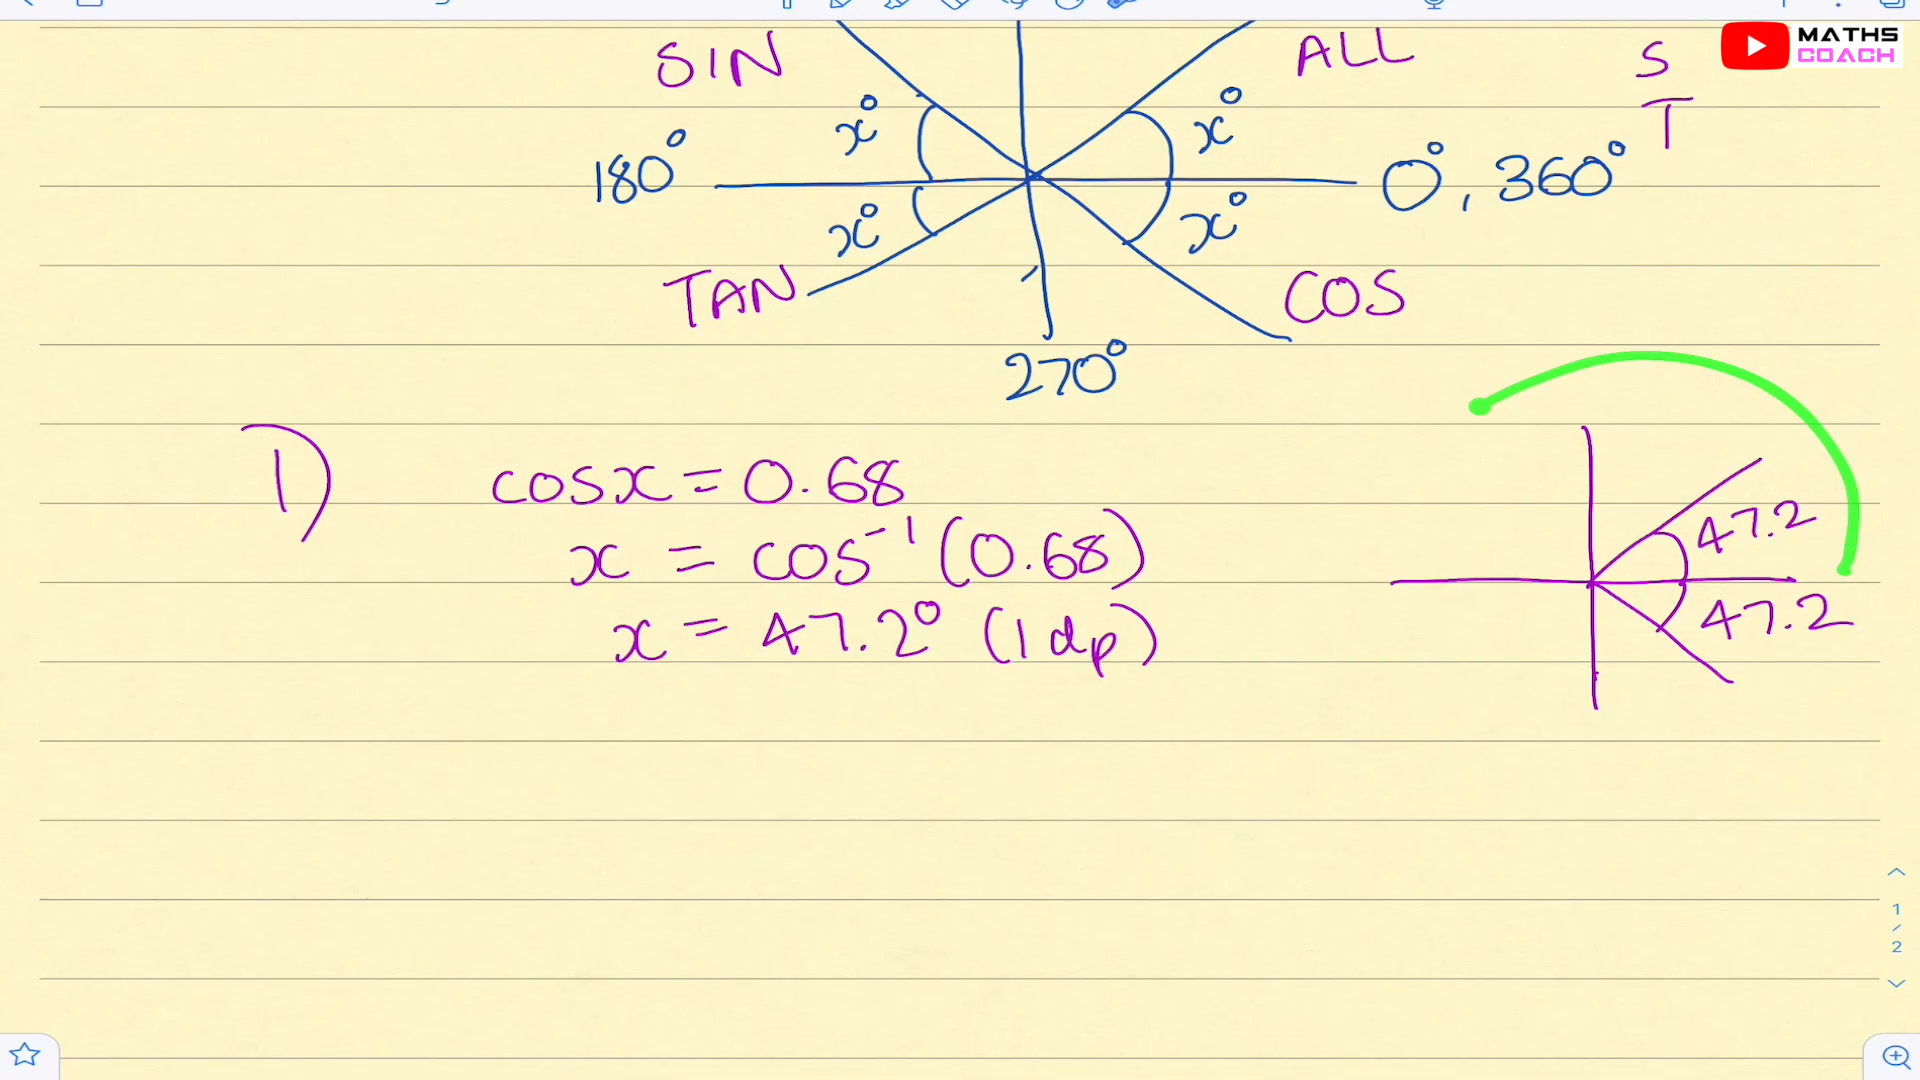 MATHS
COACH
SIN
ALL
S
T
x°
x°
180°
0°, 360°
x°
x°
TAN
COS
270°
1) cosx = 0.68
x = cos⁻¹ (0.68)
x = 47.2° (1dp)
47.2
47.2
1
/
2